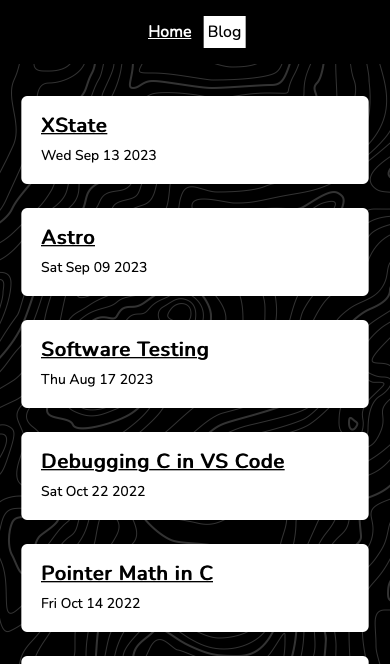 Home Blog
XState
Wed Sep 13 2023
Astro
Sat Sep 09 2023
Software Testing
Thu Aug 17 2023
Debugging C in VS Code
Sat Oct 22 2022
Pointer Math in C
Fri Oct 14 2022